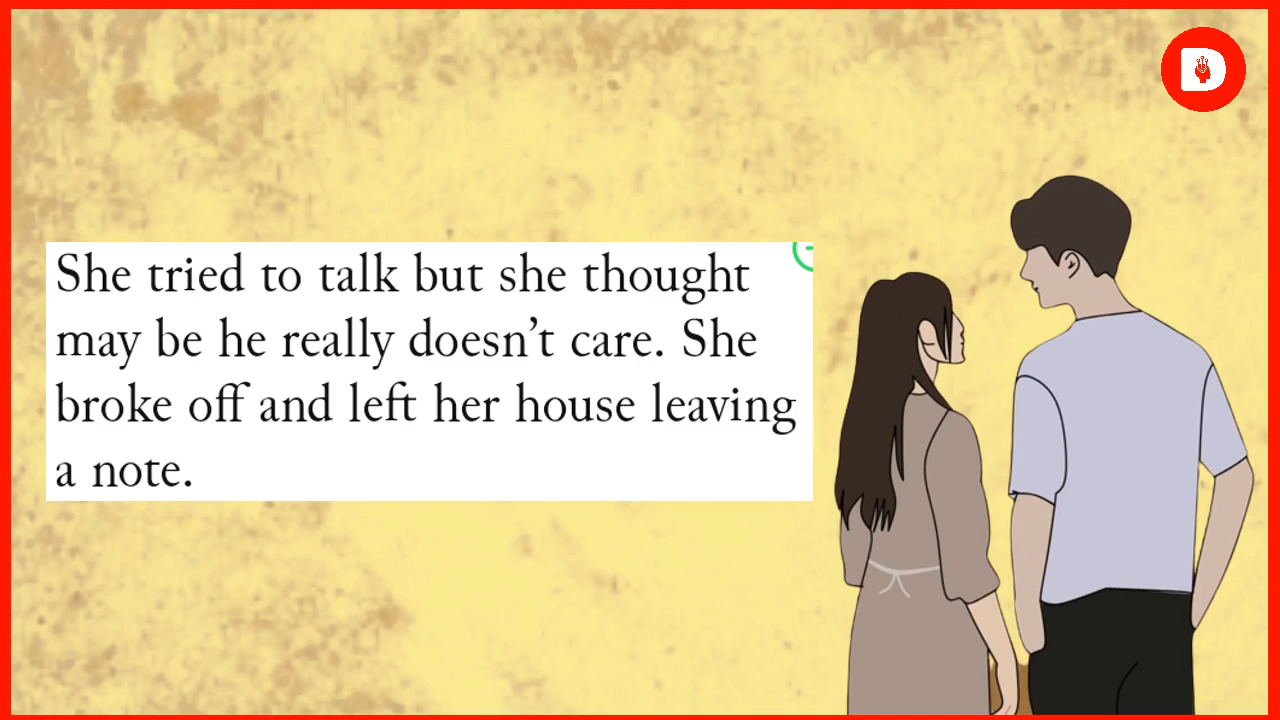 D
She tried to talk but she thought
may be he really doesn’t care. She
broke off and left her house leaving
a note.